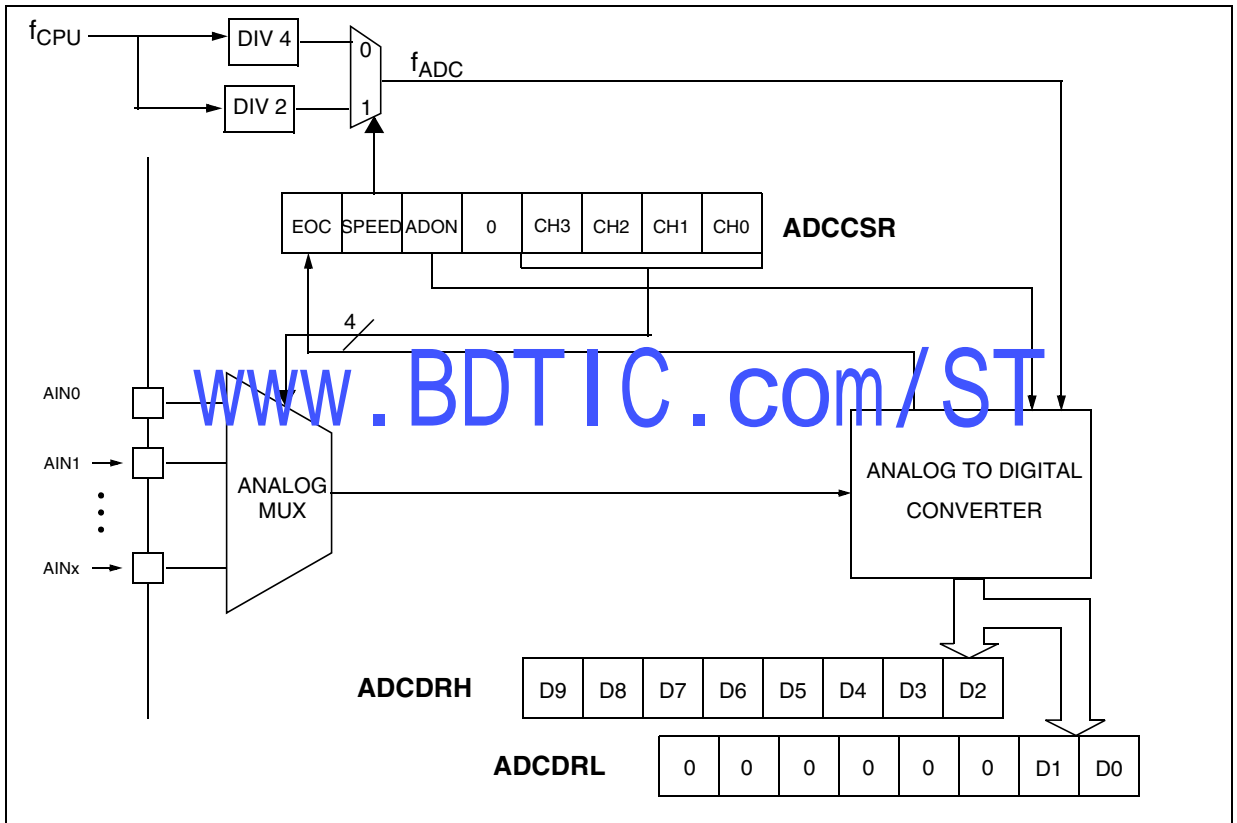 fCPU
DIV 4
0
fADC
DIV 2
1
EOC SPEED ADON 0 CH3 CH2 CH1 CH0 ADCCSR
4
www.BDTIC.com/ST
AIN0
AIN1
ANALOG TO DIGITAL
CONVERTER
ANALOG
MUX
AINx
ADCDRH D9 D8 D7 D6 D5 D4 D3 D2
ADCDRL 0 0 0 0 0 0 D1 D0